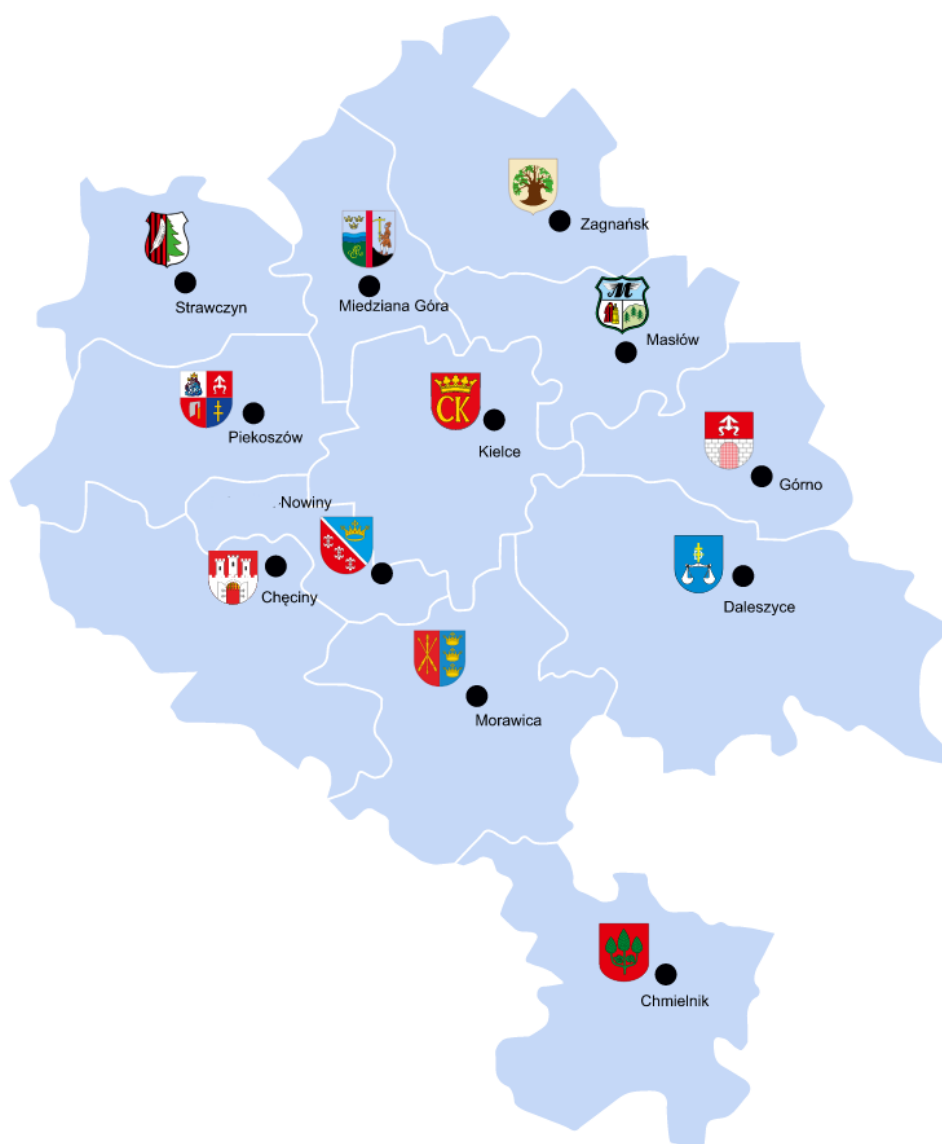 Zagnańsk
Strawczyn
Miedziana Góra
M
Masłów
CK
Piekoszów
Kielce
Górno
Nowiny
Chęciny
Daleszyce
Morawica
Chmielnik